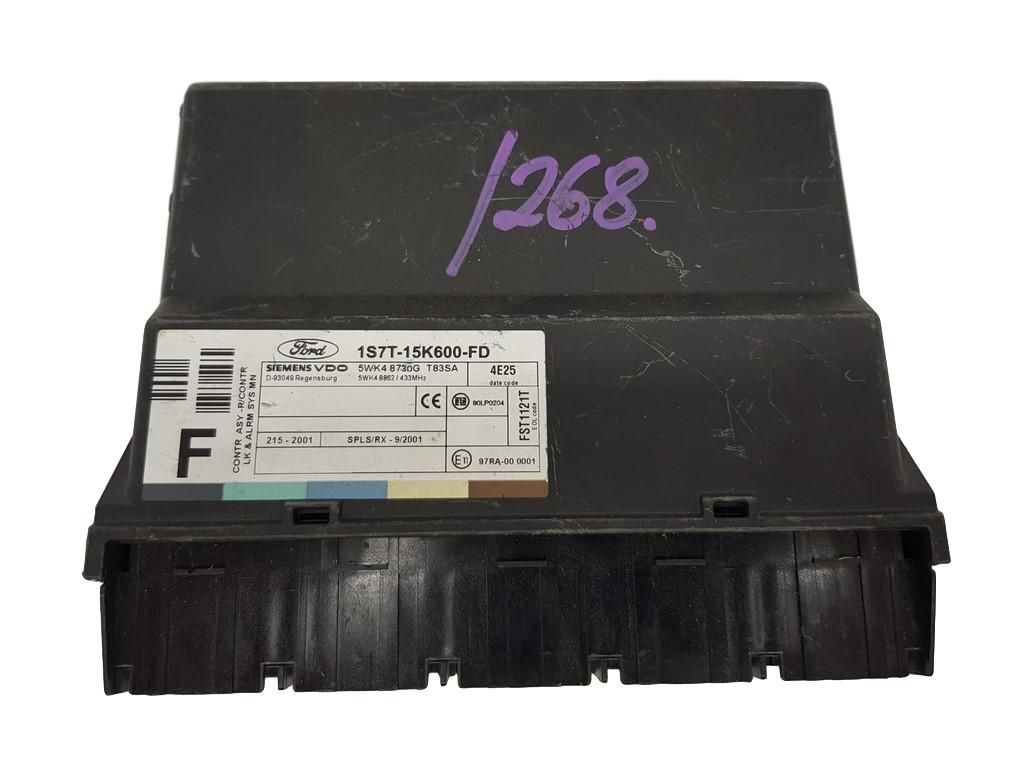 /268.
Ford
1S7T-15K600-FD
SIEMENS VDO
D-93049 Regensburg
5WK4 8730G T83SA
5WK4 8862 / 433MHz
4E25
date code
CE
90LP0204
FST1121T
EOL code
215 - 2001
SPLS/RX - 9/2001
E11
97RA-00 0001
F
CONTR ASY -R/CONTR
LK & ALRM SYS MN